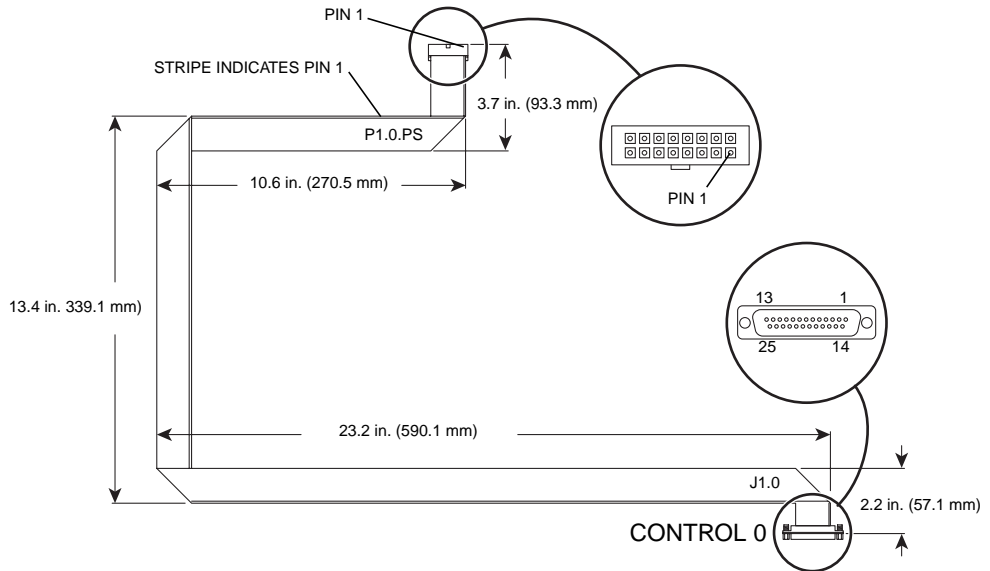 PIN 1
STRIPE INDICATES PIN 1
3.7 in. (93.3 mm)
P1.0.PS
10.6 in. (270.5 mm)
PIN 1
13.4 in. 339.1 mm)
13 1
25 14
23.2 in. (590.1 mm)
J1.0
2.2 in. (57.1 mm)
CONTROL 0